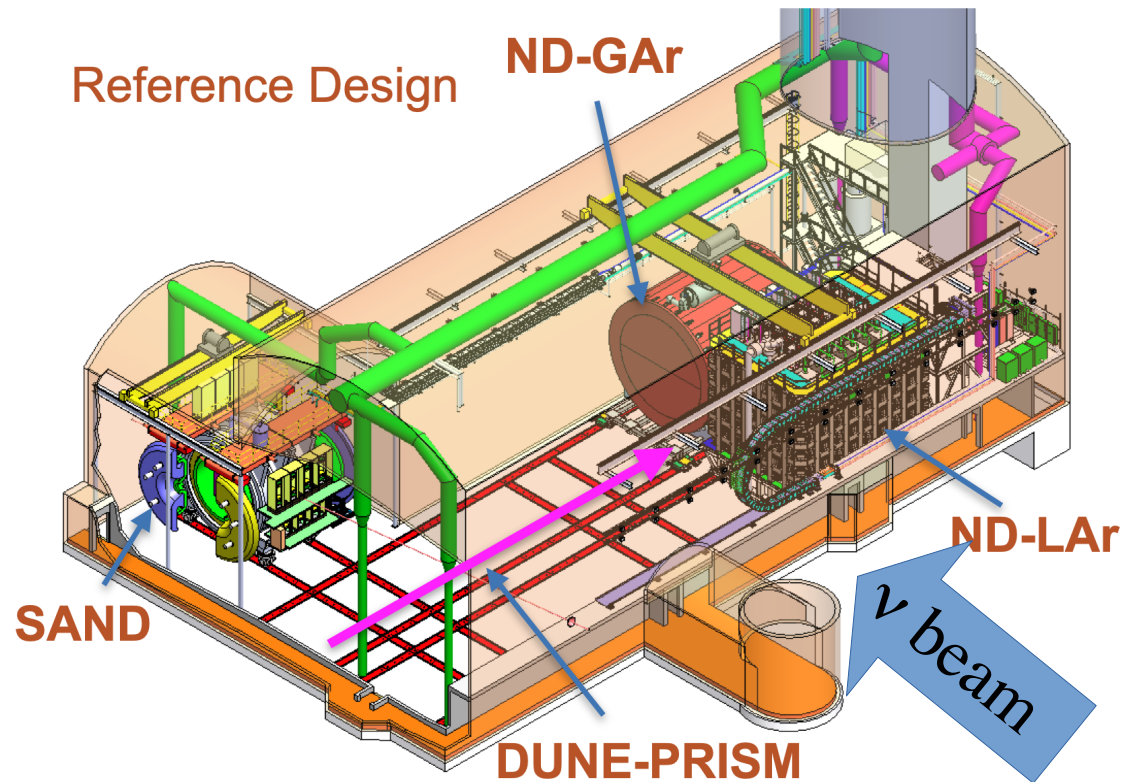 ND-GAr
Reference Design
ND-LAr
SAND
ν beam
DUNE-PRISM